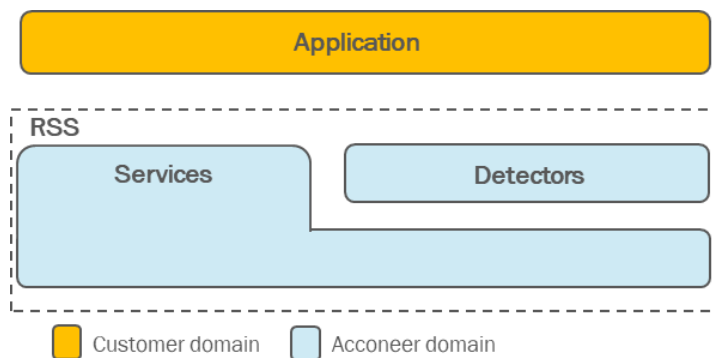 Application
RSS
Services Detectors
Customer domain Acconeer domain